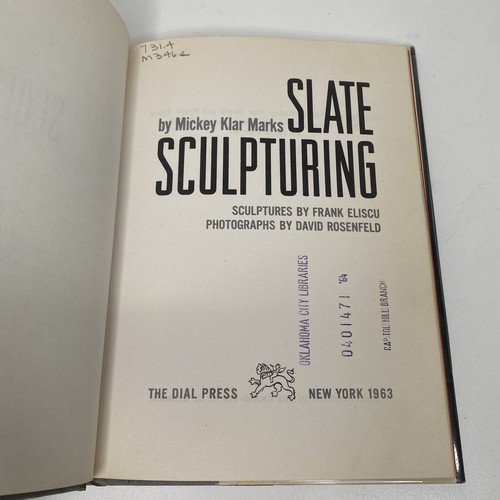 731.4
M346s
SLATE
by Mickey Klar Marks
SCULPTURING
SCULPTURES BY FRANK ELISCU
PHOTOGRAPHS BY DAVID ROSENFELD
OKLAHOMA CITY LIBRARIES
0401471 '64
CAPITOL HILL BRANCH
THE DIAL PRESS NEW YORK 1963